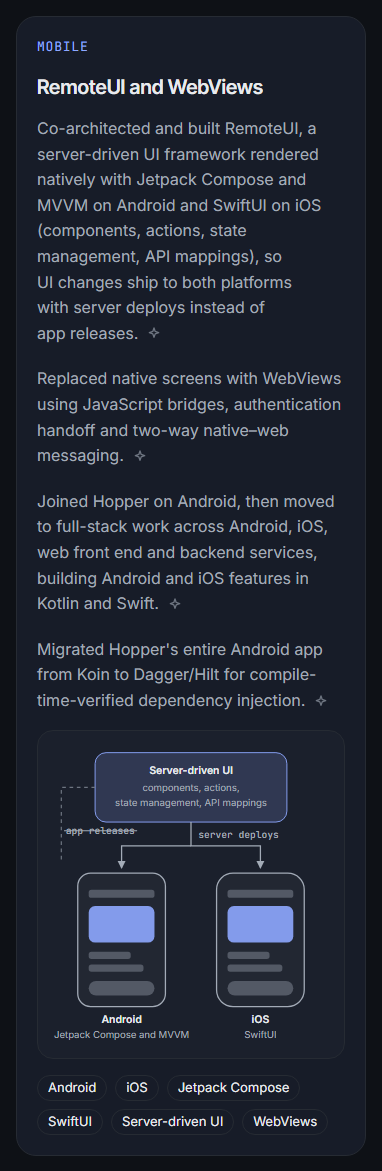 MOBILE
RemoteUI and WebViews
Co-architected and built RemoteUI, a
server-driven UI framework rendered
natively with Jetpack Compose and
MVVM on Android and SwiftUI on iOS
(components, actions, state
management, API mappings), so
UI changes ship to both platforms
with server deploys instead of
app releases.
Replaced native screens with WebViews
using JavaScript bridges, authentication
handoff and two-way native–web
messaging.
Joined Hopper on Android, then moved
to full-stack work across Android, iOS,
web front end and backend services,
building Android and iOS features in
Kotlin and Swift.
Migrated Hopper's entire Android app
from Koin to Dagger/Hilt for compile-
time-verified dependency injection.
Server-driven UI
components, actions,
state management, API mappings
app releases
server deploys
Android
Jetpack Compose and MVVM
iOS
SwiftUI
Android
iOS
Jetpack Compose
SwiftUI
Server-driven UI
WebViews